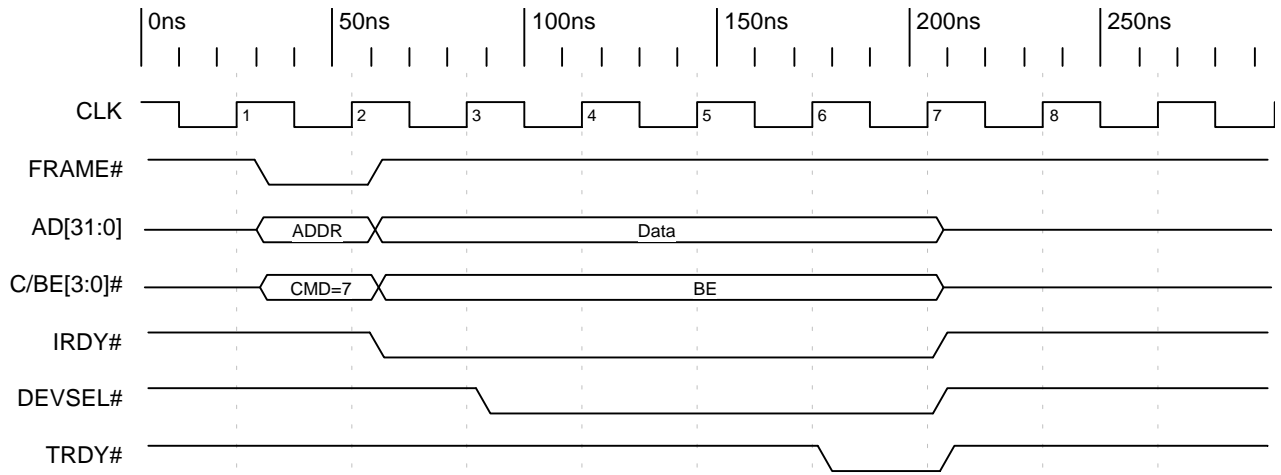 0ns 50ns 100ns 150ns 200ns 250ns
CLK 1 2 3 4 5 6 7 8
FRAME#
AD[31:0] ADDR Data
C/BE[3:0]# CMD=7 BE
IRDY#
DEVSEL#
TRDY#